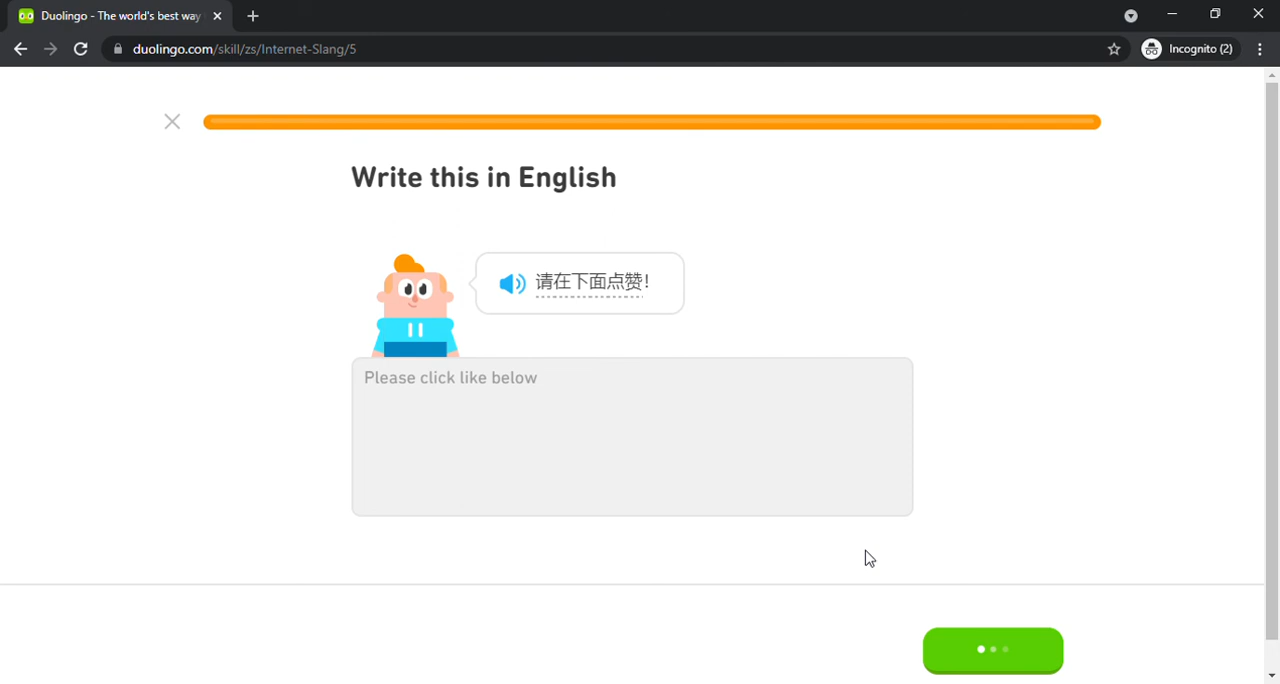 Duolingo - The world's best way
duolingo.com/skill/zs/Internet-Slang/5
Incognito (2)
Write this in English
请在下面点赞!
Please click like below